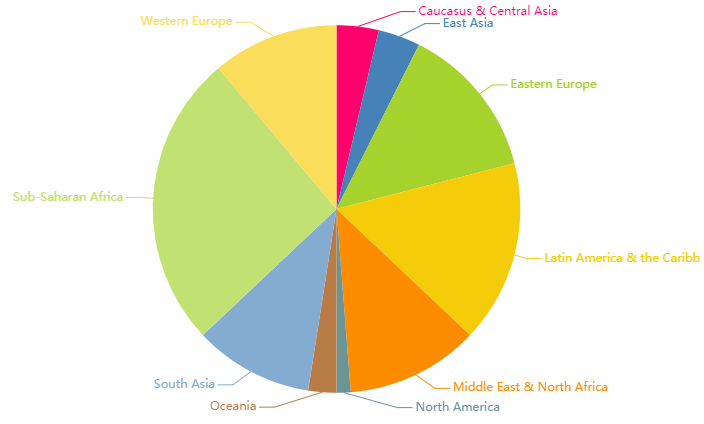 Caucasus & Central Asia
East Asia
Western Europe
Eastern Europe
Sub-Saharan Africa
Latin America & the Caribb
South Asia
Middle East & North Africa
Oceania
North America